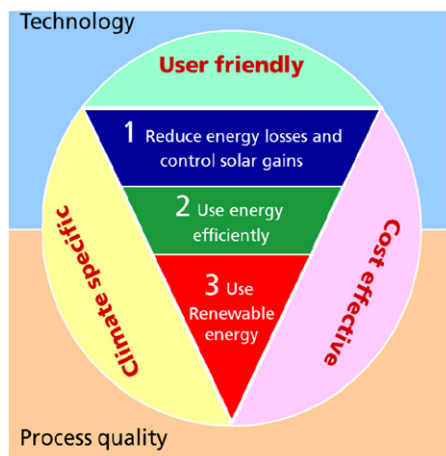 Technology
User friendly
1 Reduce energy losses and
control solar gains
2 Use energy
efficiently
3 Use
Renewable
energy
Climate specific
Cost effective
Process quality